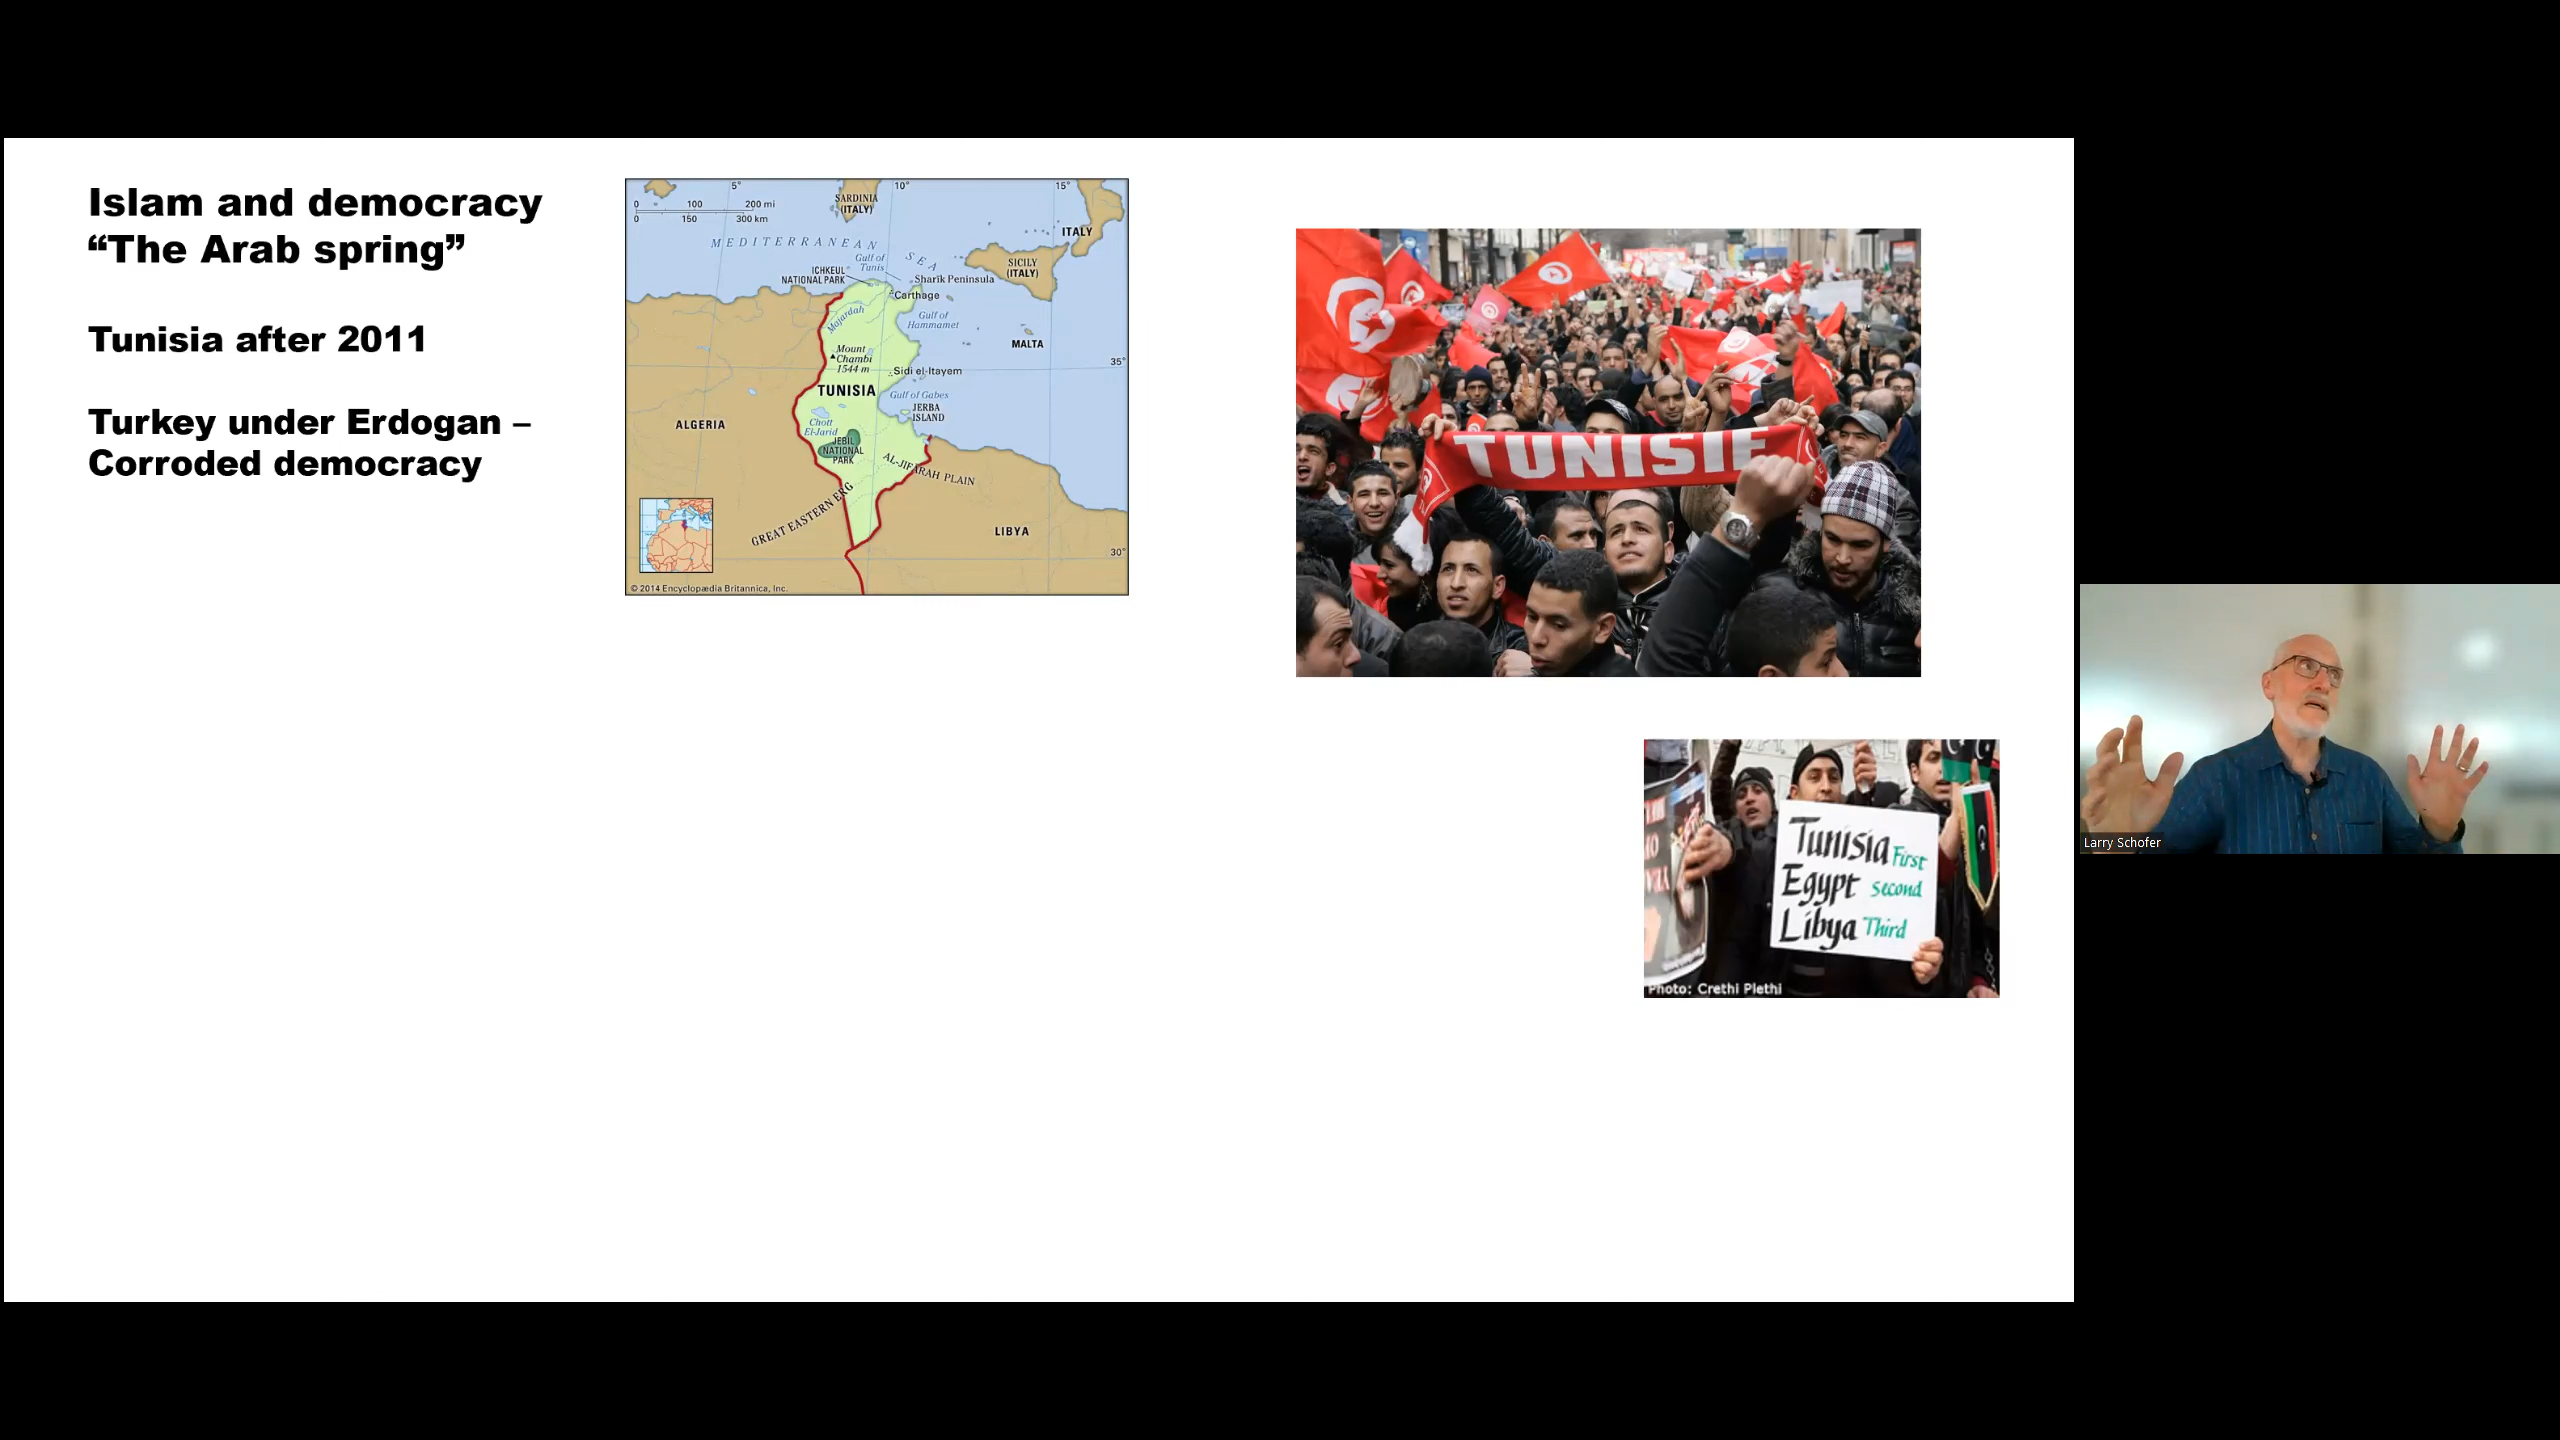 Islam and democracy
“The Arab spring”
Tunisia after 2011
Turkey under Erdogan –
Corroded democracy
5°
10°
15°
0 100 200 mi
0 150 300 km
SARDINIA
(ITALY)
ITALY
MEDITERRANEAN SEA
Gulf of
Tunis
SICILY
(ITALY)
ICHKEUL
NATIONAL PARK
Sharīk Peninsula
Carthage
Majardah
Gulf of
Hammamet
MALTA
Mount
Chambi
1544 m
35°
Sidi el-Itayem
TUNISIA
Gulf of Gabes
JERBA
ISLAND
ALGERIA
Chott
El-Jarid
JEBIL
NATIONAL
PARK
AL-JIFARAH PLAIN
GREAT EASTERN ERG
LIBYA
30°
© 2014 Encyclopædia Britannica, Inc.
TUNISIE
Tunisia First
Egypt Second
Libya Third
Photo: Crethi Plethi
Larry Schofer